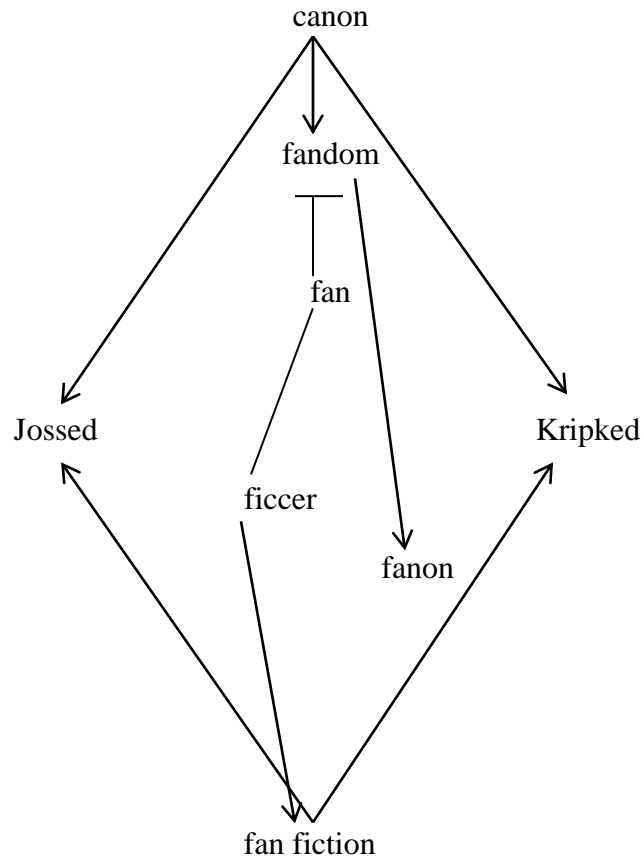 canon
fandom
fan
Jossed
Kripked
ficcer
fanon
fan fiction